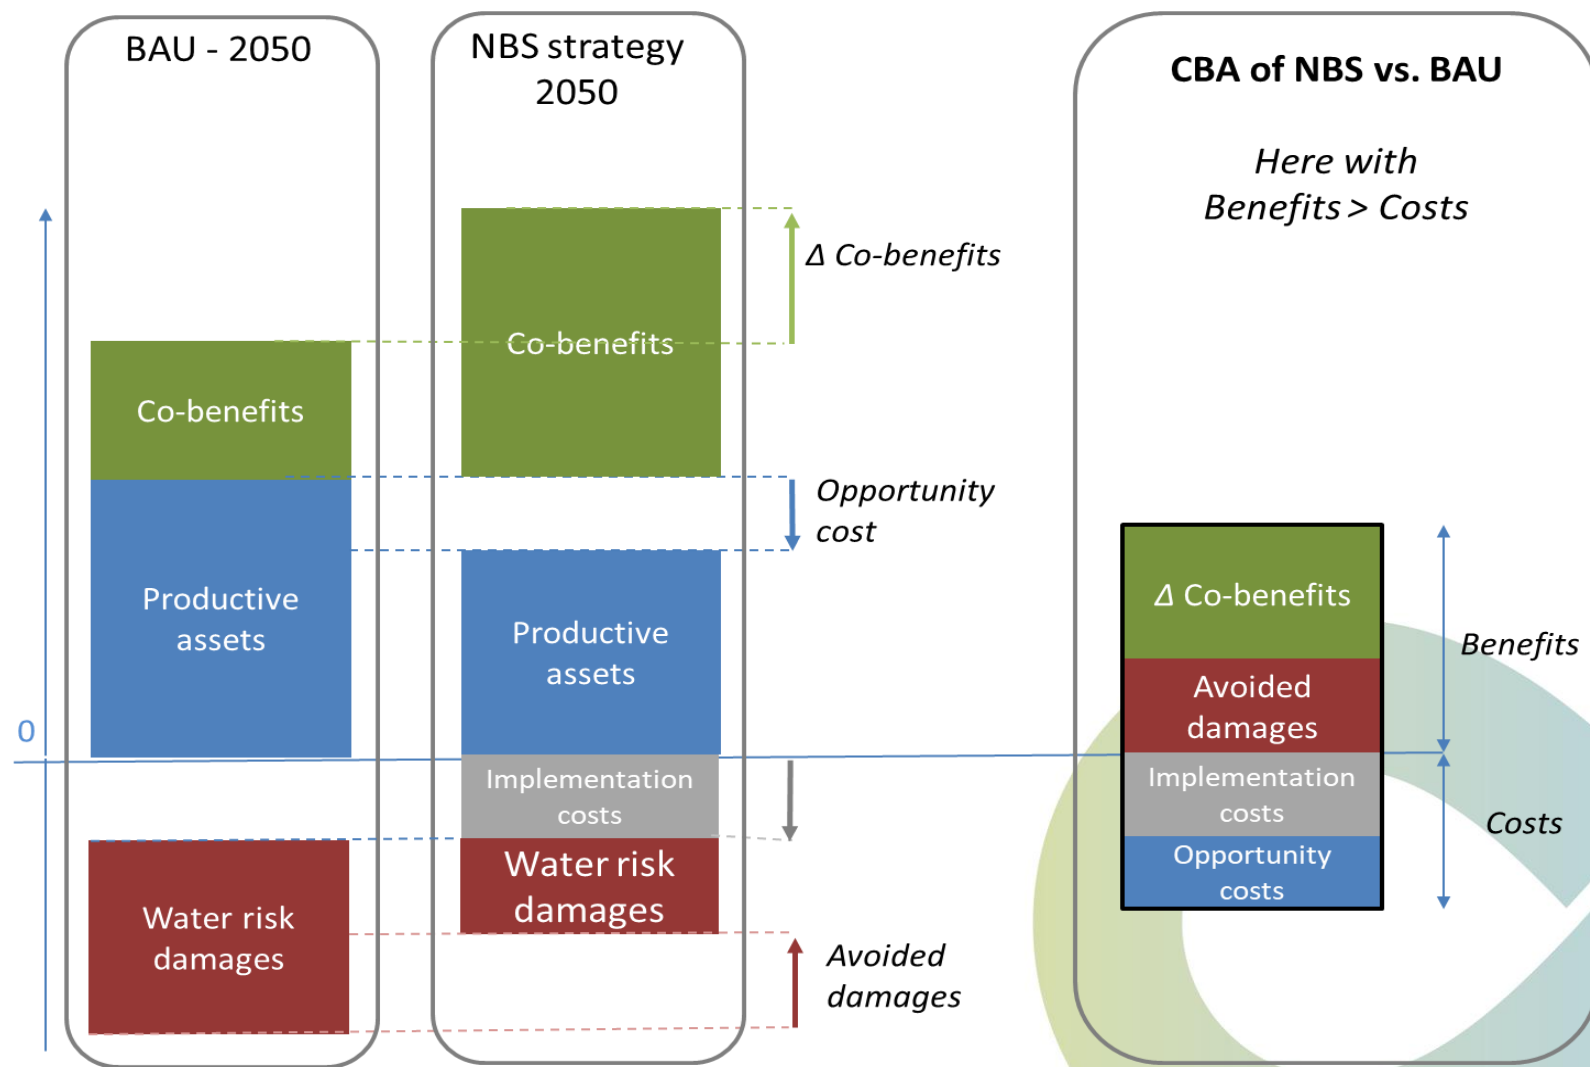 BAU - 2050
Co-benefits
Productive
assets
Water risk
damages
0
NBS strategy
2050
Co-benefits
Productive
assets
Implementation
costs
Water risk
damages
Δ Co-benefits
Opportunity
cost
Avoided
damages
CBA of NBS vs. BAU
Here with
Benefits > Costs
Δ Co-benefits
Avoided
damages
Implementation
costs
Opportunity
costs
Benefits
Costs